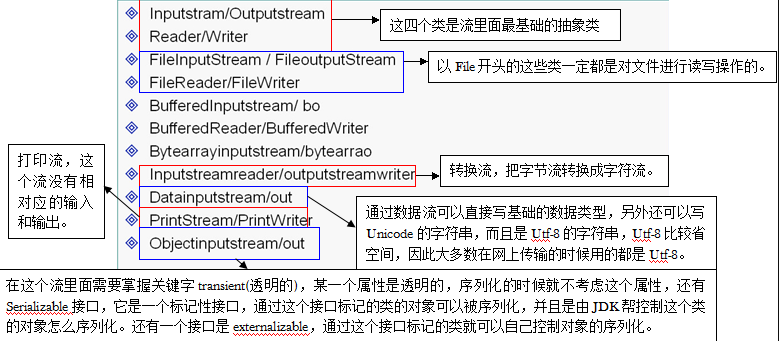 Inputstram/Outputstream
Reader/Writer
这四个类是流里面最基础的抽象类
FileInputStream / FileoutputStream
FileReader/FileWriter
以 File 开头的这些类一定都是对文件进行读写操作的。
BufferedInputstream/ bo
BufferedReader/BufferedWriter
Bytearrayinputstream/bytearrao
Inputstreamreader/outputstreamwriter
转换流，把字节流转换成字符流。
打印流，这
个流没有相
对应的输入
和输出。
Datainputstream/out
PrintStream/PrintWriter
Objectinputstream/out
通过数据流可以直接写基础的数据类型，另外还可以写
Unicode 的字符串，而且是 Utf-8 的字符串，Utf-8 比较省
空间，因此大多数在网上传输的时候用的都是 Utf-8。
在这个流里面需要掌握关键字 transient(透明的)，某一个属性是透明的，序列化的时候就不考虑这个属性，还有
Serializable 接口，它是一个标记性接口，通过这个接口标记的类的对象可以被序列化，并且是由 JDK 帮控制这个类
的对象怎么序列化。还有一个接口是 externalizable，通过这个接口标记的类就可以自己控制对象的序列化。